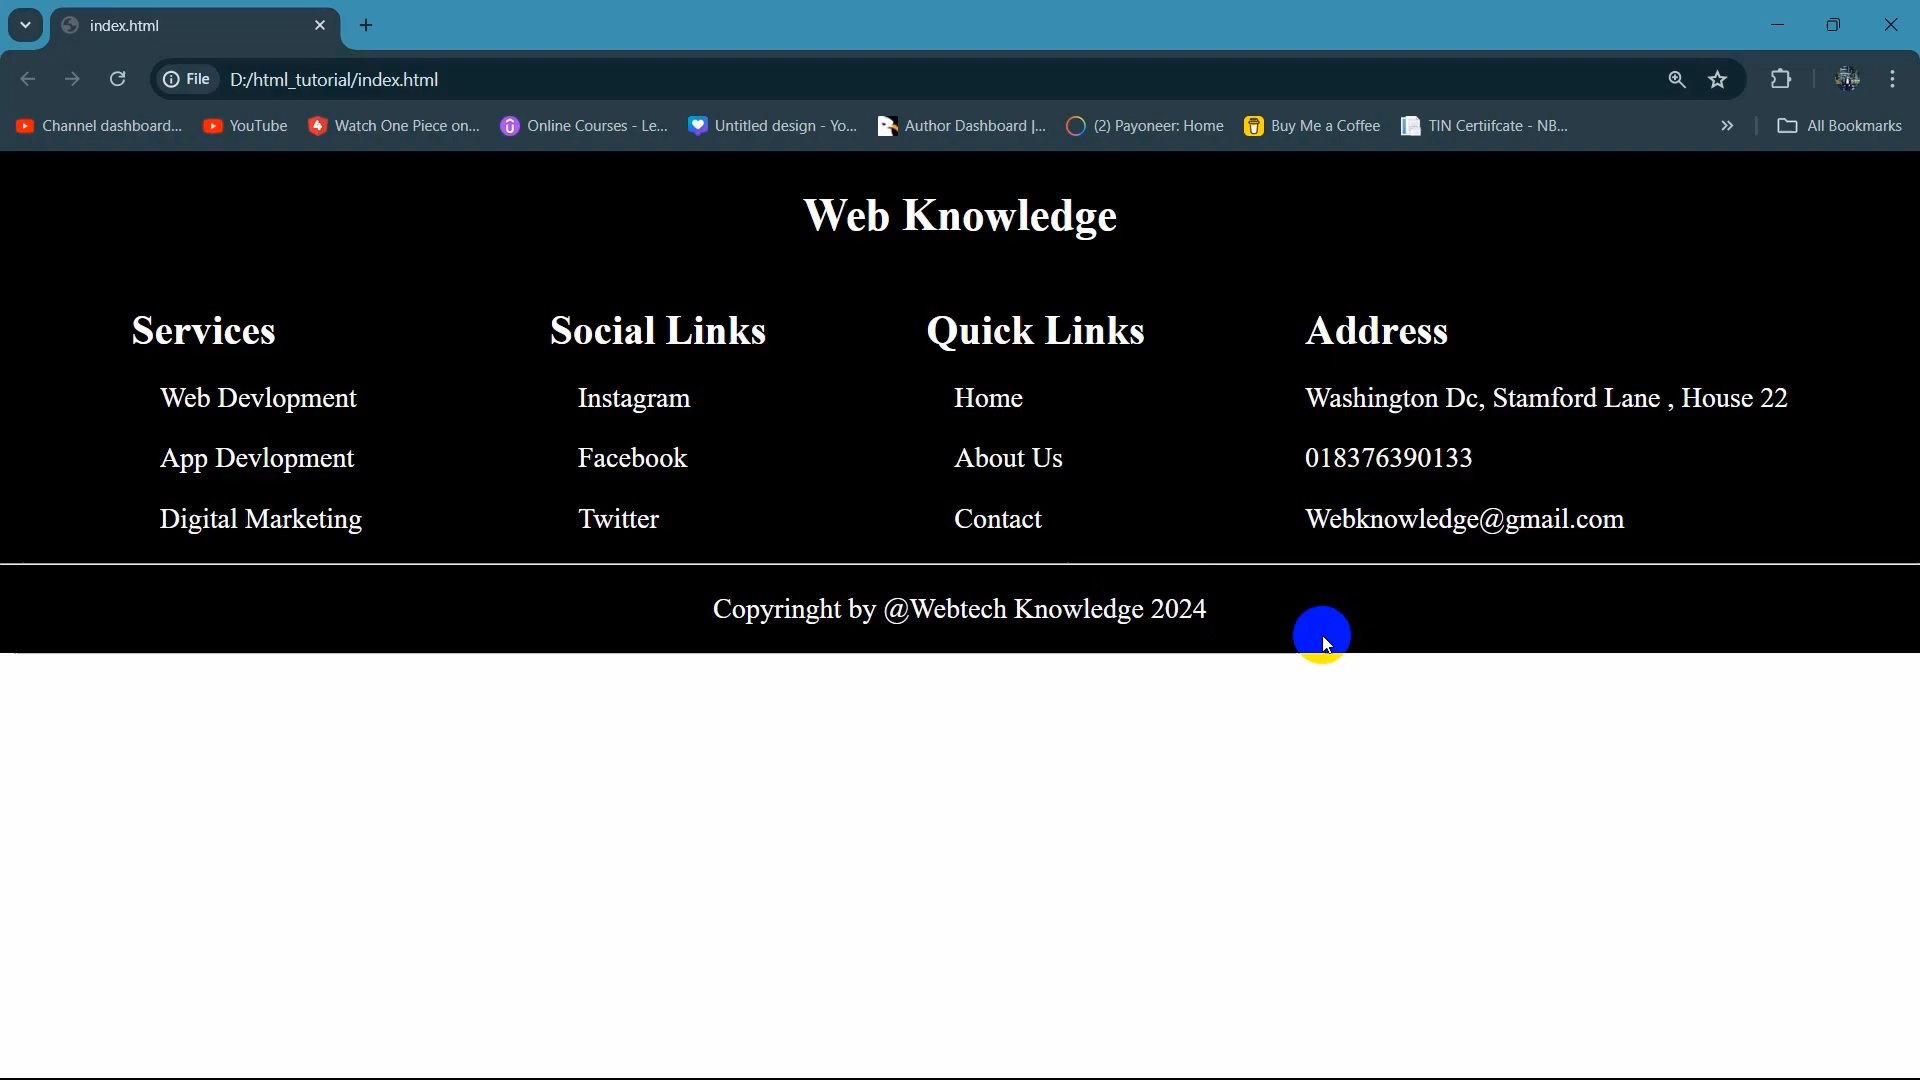 index.html
File D:/html_tutorial/index.html
Channel dashboard... YouTube Watch One Piece on... Online Courses - Le... Untitled design - Yo... Author Dashboard |... (2) Payoneer: Home Buy Me a Coffee TIN Certiifcate - NB... » All Bookmarks
Web Knowledge
Services
Web Devlopment
App Devlopment
Digital Marketing
Social Links
Instagram
Facebook
Twitter
Quick Links
Home
About Us
Contact
Address
Washington Dc, Stamford Lane , House 22
018376390133
Webknowledge@gmail.com
Copyringht by @Webtech Knowledge 2024